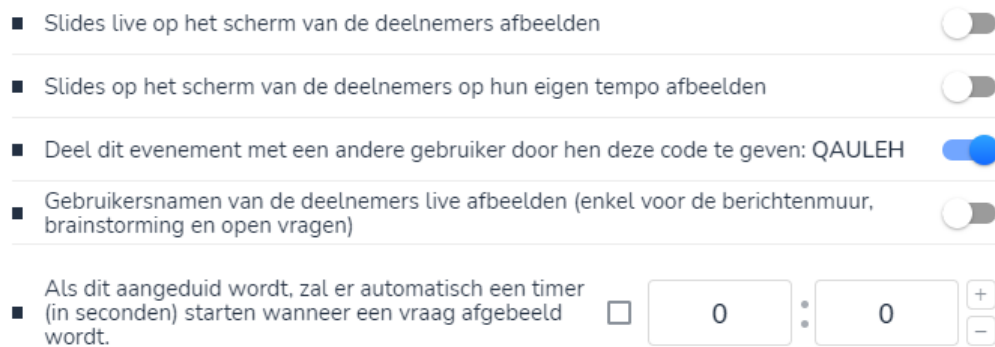 Slides live op het scherm van de deelnemers afbeelden
Slides op het scherm van de deelnemers op hun eigen tempo afbeelden
Deel dit evenement met een andere gebruiker door hen deze code te geven: QAULEH
Gebruikersnamen van de deelnemers live afbeelden (enkel voor de berichtenmuur,
brainstorming en open vragen)
Als dit aangeduid wordt, zal er automatisch een timer
(in seconden) starten wanneer een vraag afgebeeld
wordt.
0 : 0
+
−